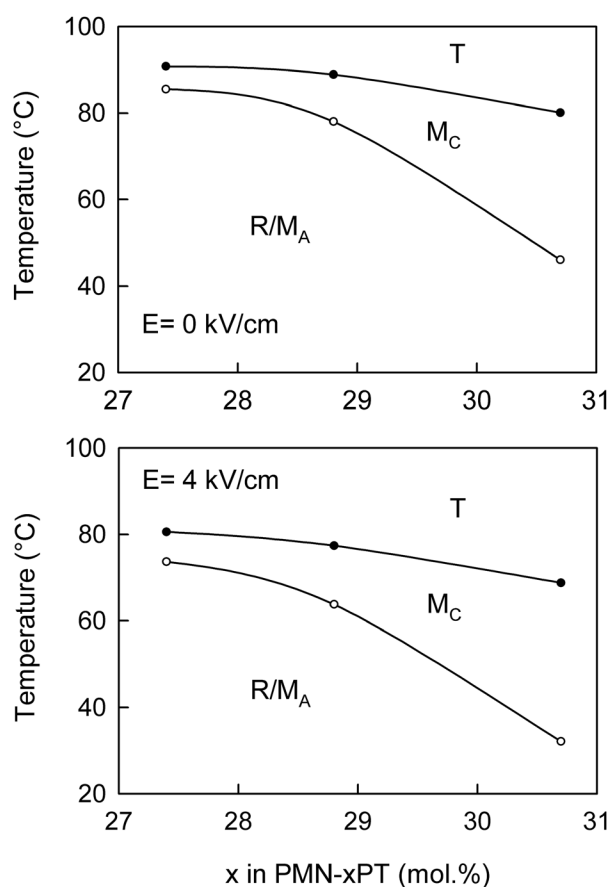 100
80
60
40
20
Temperature (°C)
T
M_C
R/M_A
E= 0 kV/cm
27 28 29 30 31
100
80
60
40
20
Temperature (°C)
E= 4 kV/cm
T
M_C
R/M_A
27 28 29 30 31
x in PMN-xPT (mol.%)